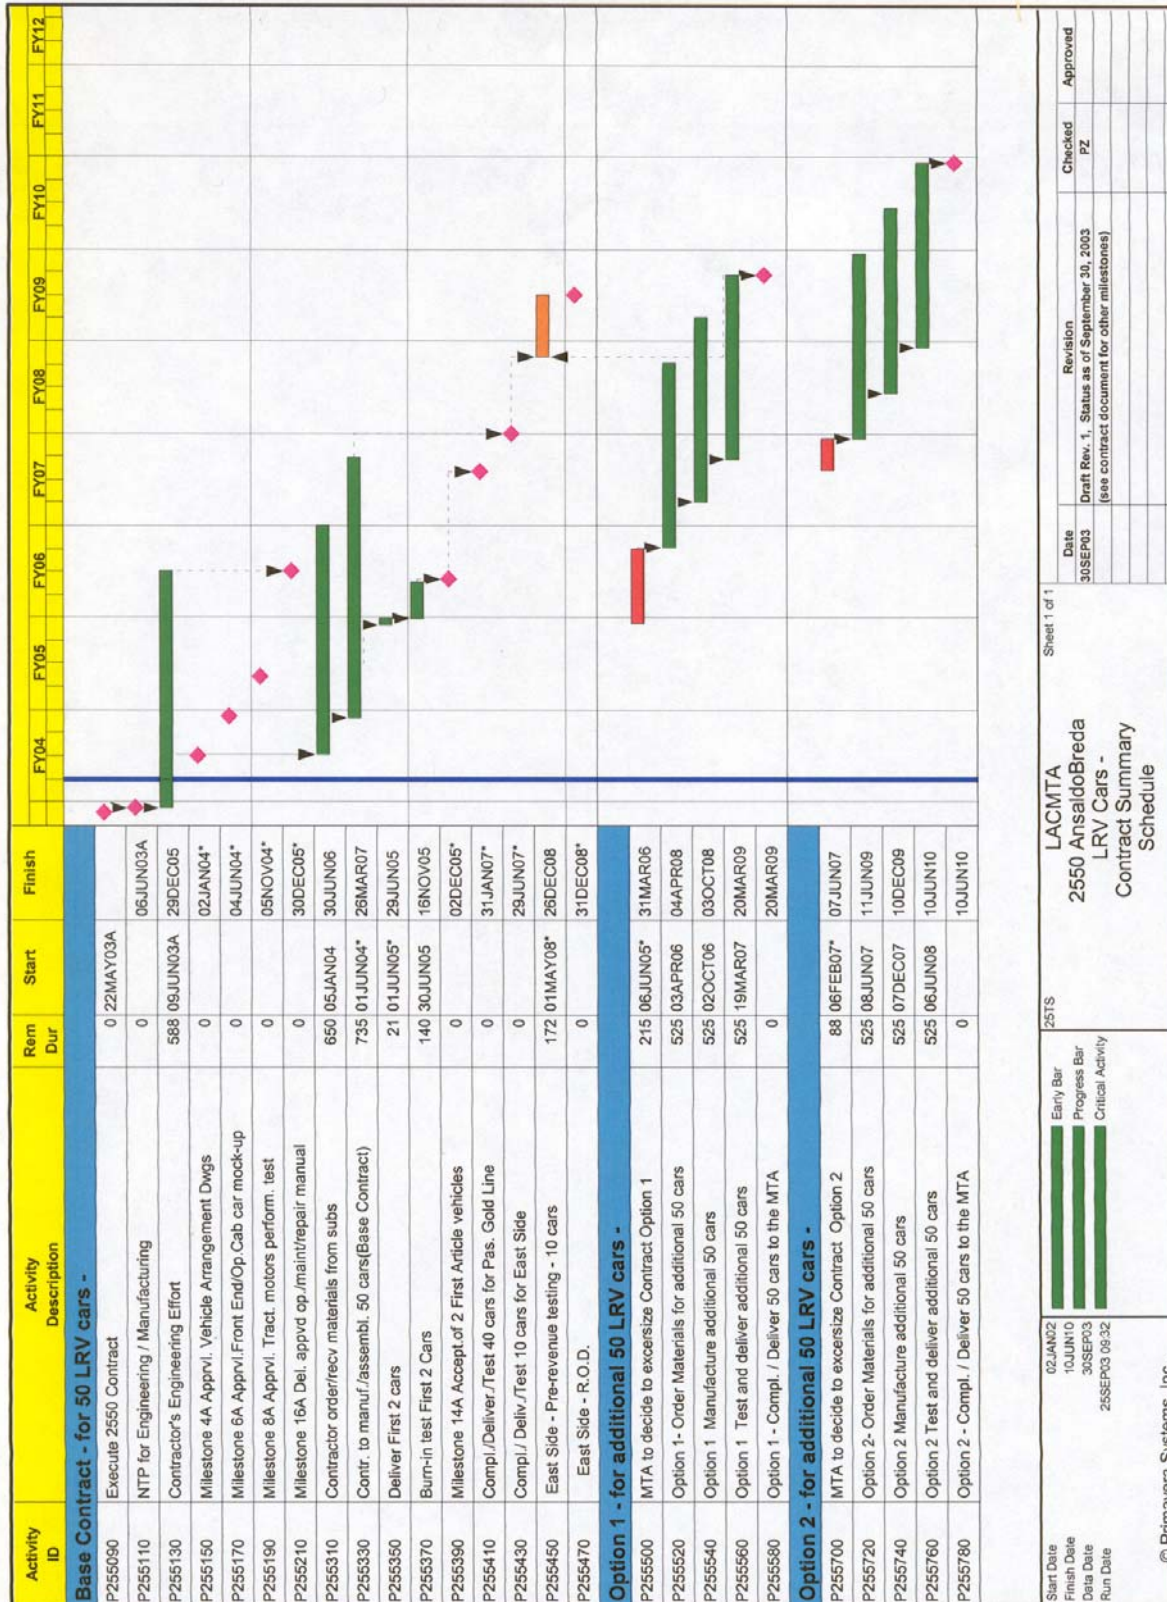 Activity ID Activity Description Rem Dur Start Finish FY04 FY05 FY06 FY07 FY08 FY09 FY10 FY11 FY12
Base Contract - for 50 LRV cars -
P255090 Execute 2550 Contract 0 22MAY03A
P255110 NTP for Engineering / Manufacturing 0 06JUN03A
P255130 Contractor's Engineering Effort 588 09JUN03A 29DEC05
P255150 Milestone 4A Apprvl. Vehicle Arrangement Dwgs 0 02JAN04*
P255170 Milestone 6A Apprvl.Front End/Op.Cab car mock-up 0 04JUN04*
P255190 Milestone 8A Apprvl. Tract. motors perform. test 0 05NOV04*
P255210 Milestone 16A Del. appvd op./maint/repair manual 0 30DEC05*
P255310 Contractor order/recv materials from subs 650 05JAN04 30JUN06
P255330 Contr. to manuf./assembl. 50 cars(Base Contract) 735 01JUN04* 26MAR07
P255350 Deliver First 2 cars 21 01JUN05* 29JUN05
P255370 Burn-in test First 2 Cars 140 30JUN05 16NOV05
P255390 Milestone 14A Accept.of 2 First Article vehicles 0 02DEC05*
P255410 Compl./Deliver./Test 40 cars for Pas. Gold Line 0 31JAN07*
P255430 Compl./ Deliv./Test 10 cars for East Side 0 29JUN07*
P255450 East Side - Pre-revenue testing - 10 cars 172 01MAY08* 26DEC08
P255470 East Side - R.O.D. 0 31DEC08*
Option 1 - for additional 50 LRV cars -
P255500 MTA to decide to excersize Contract Option 1 215 06JUN05* 31MAR06
P255520 Option 1- Order Materials for additional 50 cars 525 03APR06 04APR08
P255540 Option 1 Manufacture additional 50 cars 525 02OCT06 03OCT08
P255560 Option 1 Test and deliver additional 50 cars 525 19MAR07 20MAR09
P255580 Option 1 - Compl. / Deliver 50 cars to the MTA 0 20MAR09
Option 2 - for additional 50 LRV cars -
P255700 MTA to decide to excersize Contract Option 2 88 06FEB07* 07JUN07
P255720 Option 2- Order Materials for additional 50 cars 525 08JUN07 11JUN09
P255740 Option 2 Manufacture additional 50 cars 525 07DEC07 10DEC09
P255760 Option 2 Test and deliver additional 50 cars 525 06JUN08 10JUN10
P255780 Option 2 - Compl. / Deliver 50 cars to the MTA 0 10JUN10
Start Date 02JAN02
Finish Date 10JUN10
Data Date 30SEP03
Run Date 25SEP03 09:32
© Primavera Systems, Inc.
Early Bar
Progress Bar
Critical Activity
25TS
Sheet 1 of 1
LACMTA
2550 AnsaldoBreda
LRV Cars -
Contract Summary
Schedule
Date Revision Checked Approved
30SEP03 Draft Rev. 1, Status as of September 30, 2003 PZ
(see contract document for other milestones)